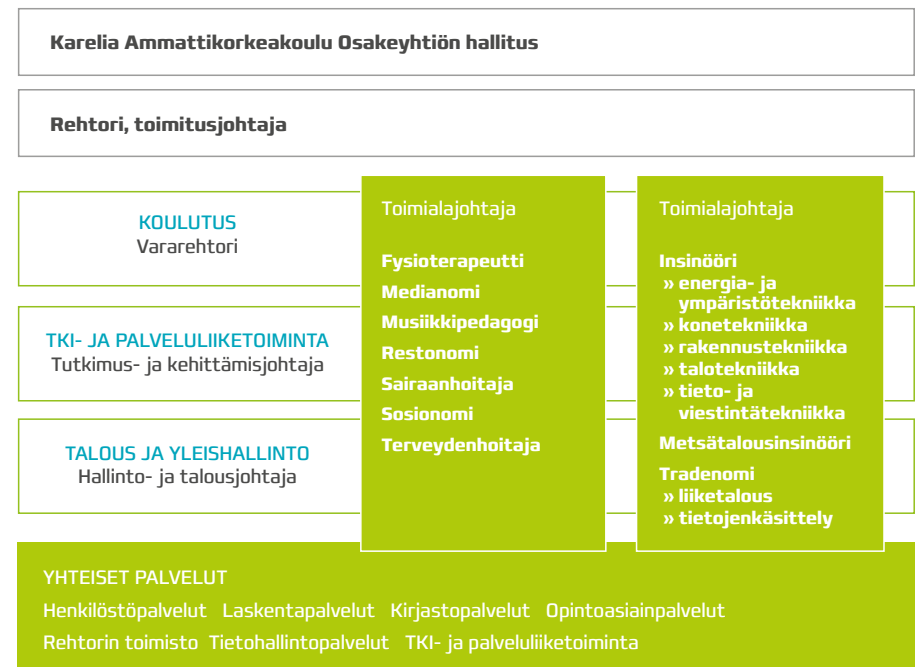 Karelia Ammattikorkeakoulu Osakeyhtiön hallitus
Rehtori, toimitusjohtaja
KOULUTUS
Vararehtori
TKI- JA PALVELULIIKETOIMINTA
Tutkimus- ja kehittämisjohtaja
TALOUS JA YLEISHALLINTO
Hallinto- ja talousjohtaja
Toimialajohtaja
Fysioterapeutti
Medianomi
Musiikkipedagogi
Restonomi
Sairaanhoitaja
Sosionomi
Terveydenhoitaja
Toimialajohtaja
Insinööri
» energia- ja
ympäristötekniikka
» konetekniikka
» rakennustekniikka
» talotekniikka
» tieto- ja
viestintätekniikka
Metsätalousinsinööri
Tradenomi
» liiketalous
» tietojenkäsittely
YHTEISET PALVELUT
Henkilöstöpalvelut Laskentapalvelut Kirjastopalvelut Opintoasiainpalvelut
Rehtorin toimisto Tietohallintopalvelut TKI- ja palveluliiketoiminta